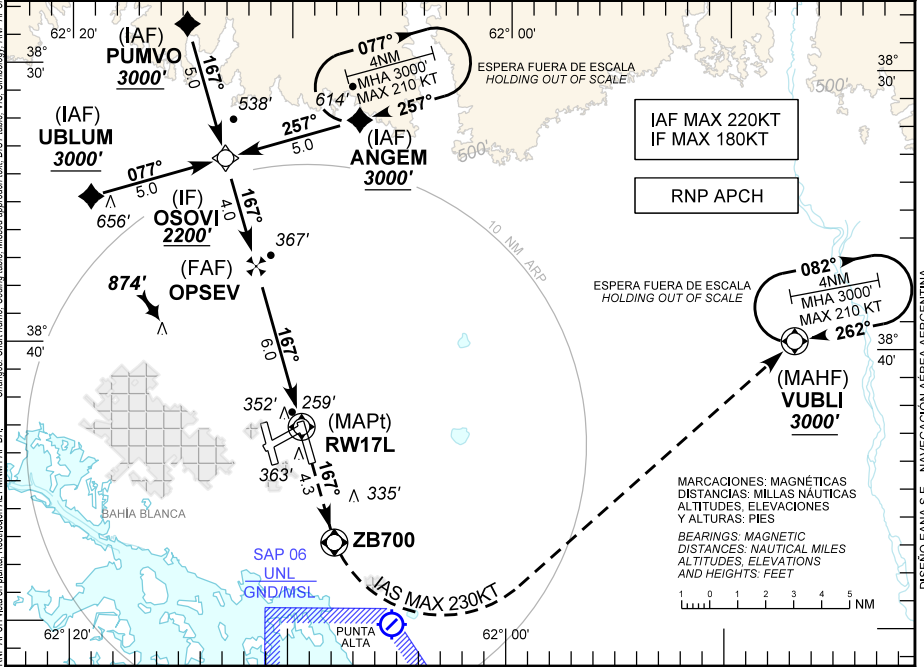 62° 20'
62° 00'
38°
30'
38°
30'
(IAF)
PUMVO
3000'
167°
5.0
538'
077°
4NM
MHA 3000'
MAX 210 KT
257°
614'
ESPERA FUERA DE ESCALA
HOLDING OUT OF SCALE
500'
500'
(IAF)
UBLUM
3000'
077°
5.0
656'
257°
5.0
(IAF)
ANGEM
3000'
IAF MAX 220KT
IF MAX 180KT
RNP APCH
(IF)
OSOVI
2200'
167°
4.0
10 NM ARP
(FAF)
OPSEV
367'
874'
ESPERA FUERA DE ESCALA
HOLDING OUT OF SCALE
082°
4NM
MHA 3000'
MAX 210 KT
262°
38°
40'
38°
40'
167°
6.0
(MAHF)
VUBLI
3000'
352'
259'
(MAPt)
RW17L
363'
167°
4.3
335'
BAHÍA BLANCA
ZB700
MARCACIONES: MAGNÉTICAS
DISTANCIAS: MILLAS NÁUTICAS
ALTITUDES, ELEVACIONES
Y ALTURAS: PIES
BEARINGS: MAGNETIC
DISTANCES: NAUTICAL MILES
ALTITUDES, ELEVATIONS
AND HEIGHTS: FEET
SAP 06
UNL
GND/MSL
IAS MAX 230KT
1 0 1 2 3 4 5 NM
PUNTA
ALTA
62° 20'
62° 00'